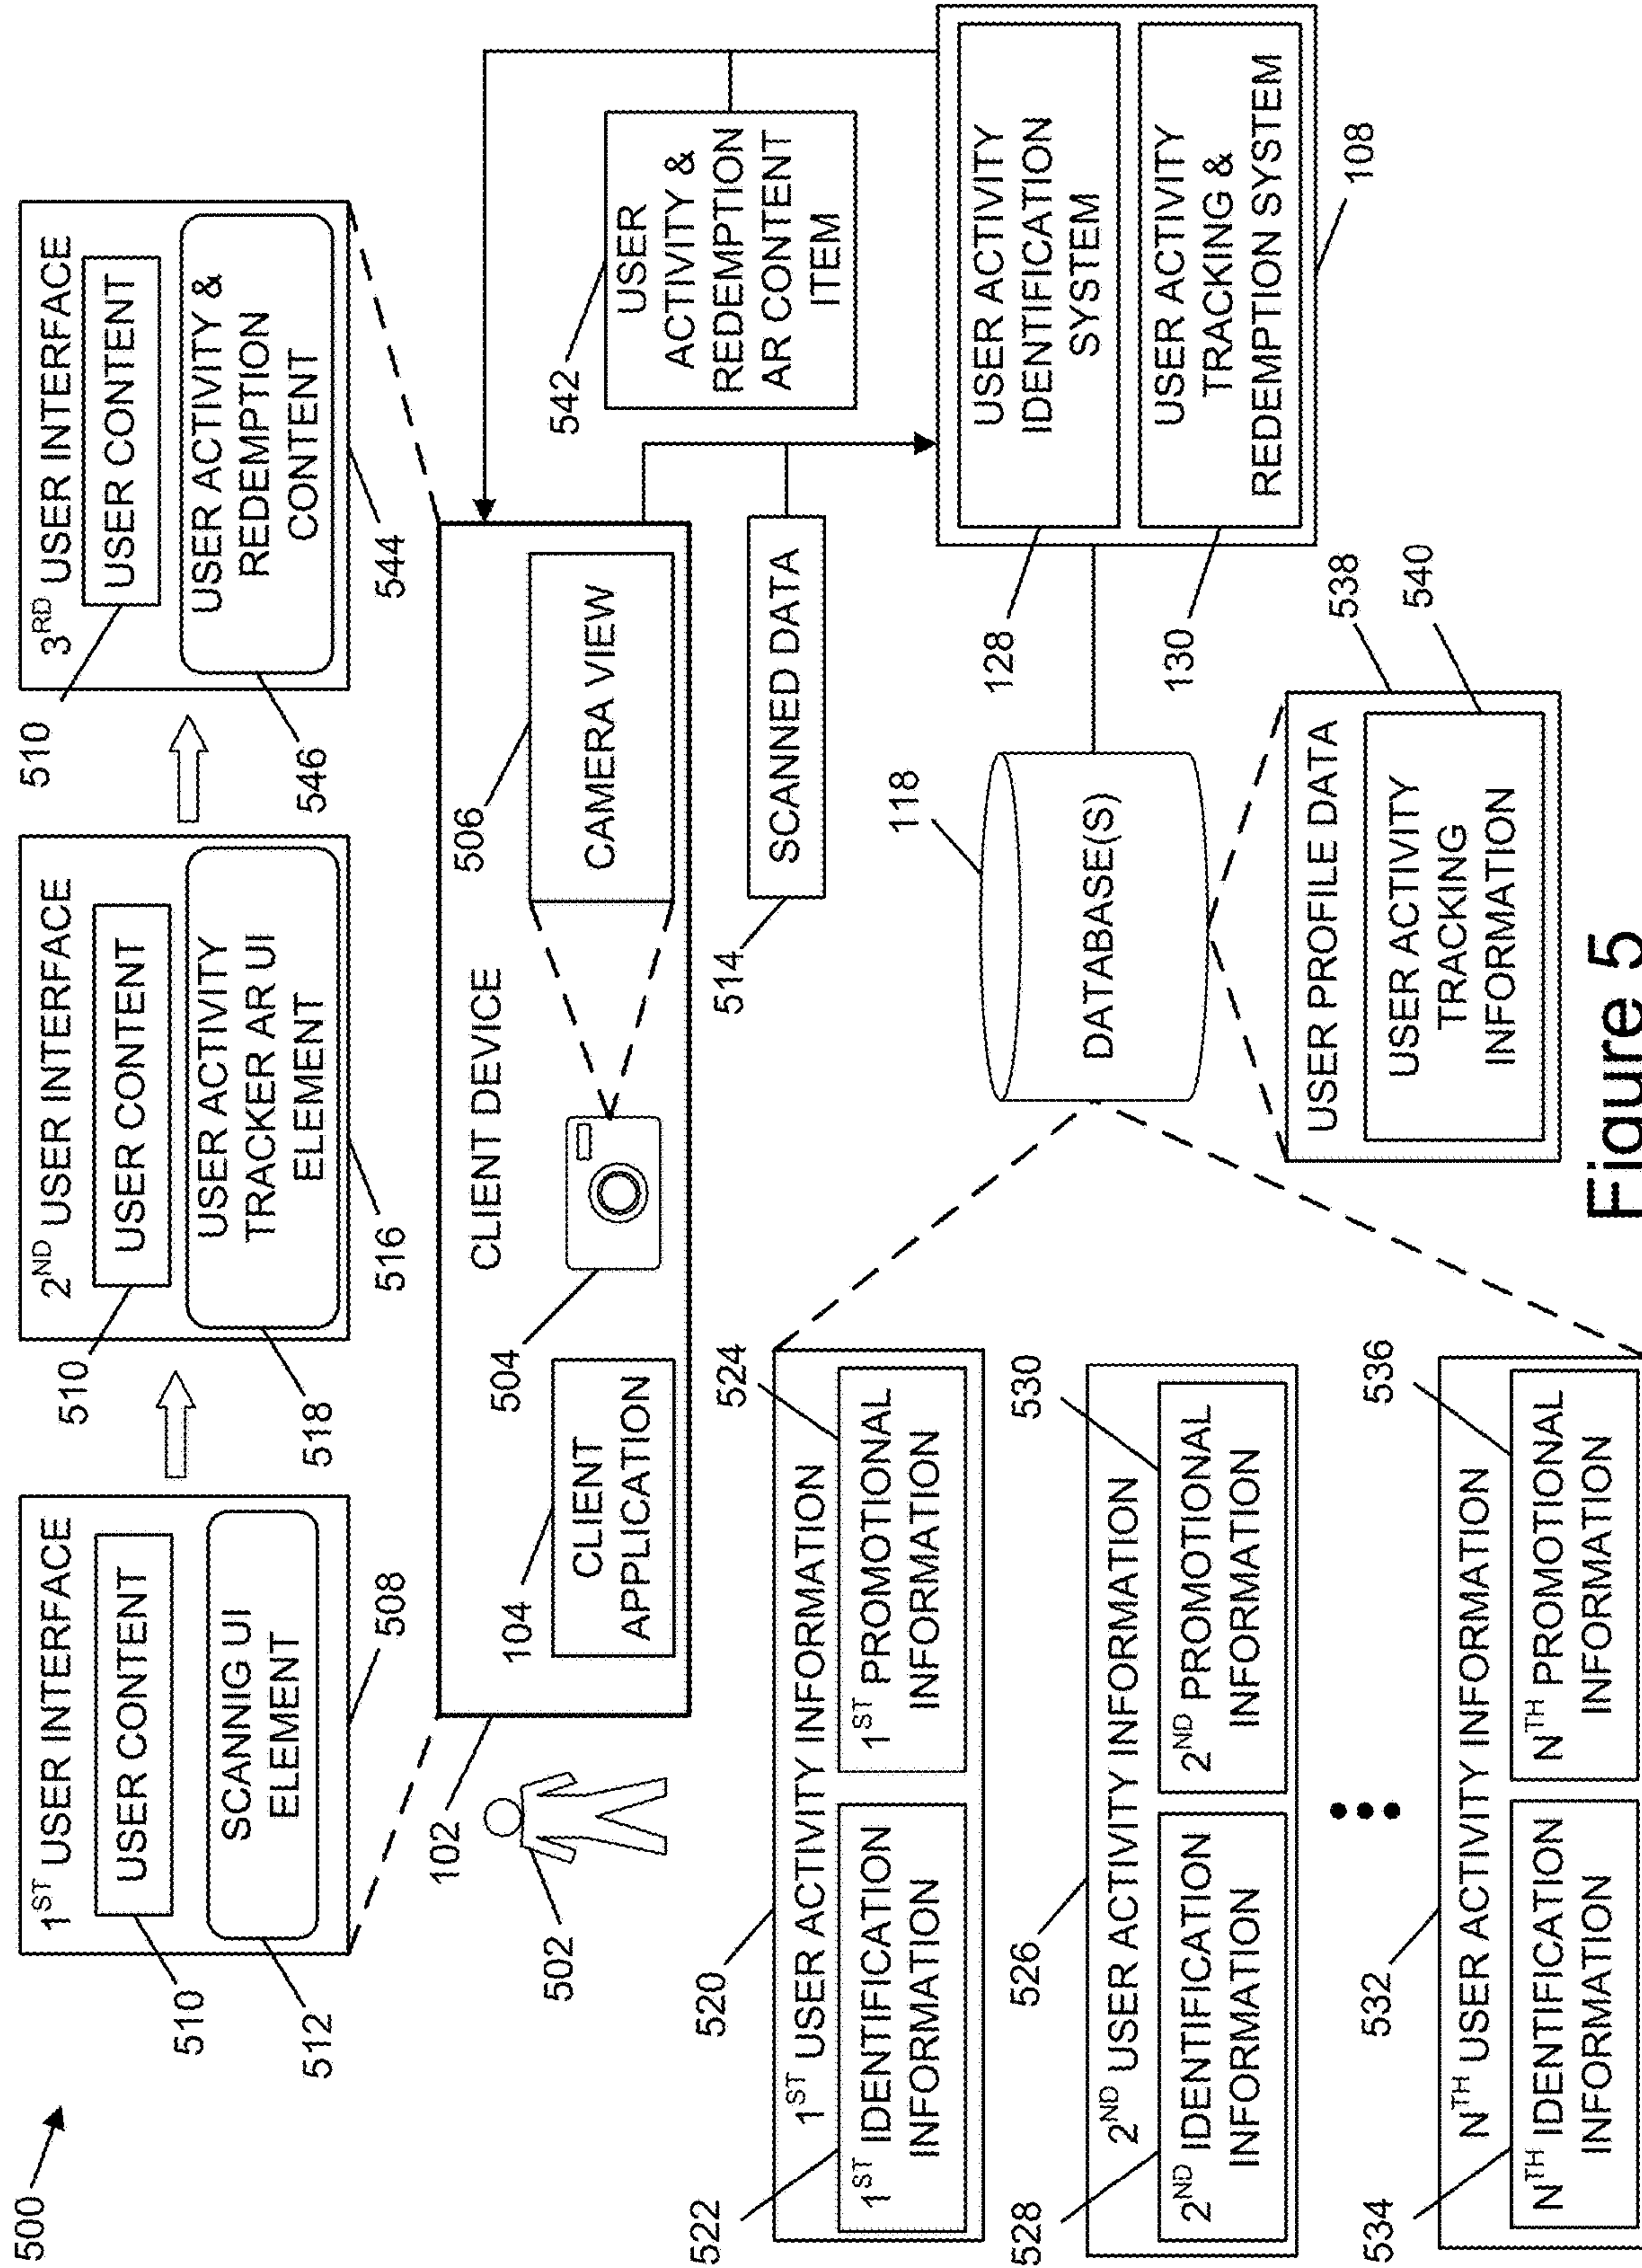 500
1ST USER INTERFACE
USER CONTENT
SCANNIG UI
ELEMENT
510
512
508
2ND USER INTERFACE
USER CONTENT
USER ACTIVITY
TRACKER AR UI
ELEMENT
510
518
516
3RD USER INTERFACE
USER CONTENT
USER ACTIVITY &
REDEMPTION
CONTENT
510
546
544
502
102
CLIENT DEVICE
104
CLIENT
APPLICATION
504
506
CAMERA VIEW
514
SCANNED DATA
542
USER
ACTIVITY &
REDEMPTION
AR CONTENT
ITEM
520
1ST USER ACTIVITY INFORMATION
522
1ST IDENTIFICATION
INFORMATION
524
1ST PROMOTIONAL
INFORMATION
526
2ND USER ACTIVITY INFORMATION
528
2ND IDENTIFICATION
INFORMATION
530
2ND PROMOTIONAL
INFORMATION
532
NTH USER ACTIVITY INFORMATION
534
NTH IDENTIFICATION
INFORMATION
536
NTH PROMOTIONAL
INFORMATION
118
DATABASE(S)
USER ACTIVITY
IDENTIFICATION
SYSTEM
128
USER ACTIVITY
TRACKING &
REDEMPTION SYSTEM
130
108
USER PROFILE DATA
538
USER ACTIVITY
TRACKING
INFORMATION
540
Figure 5